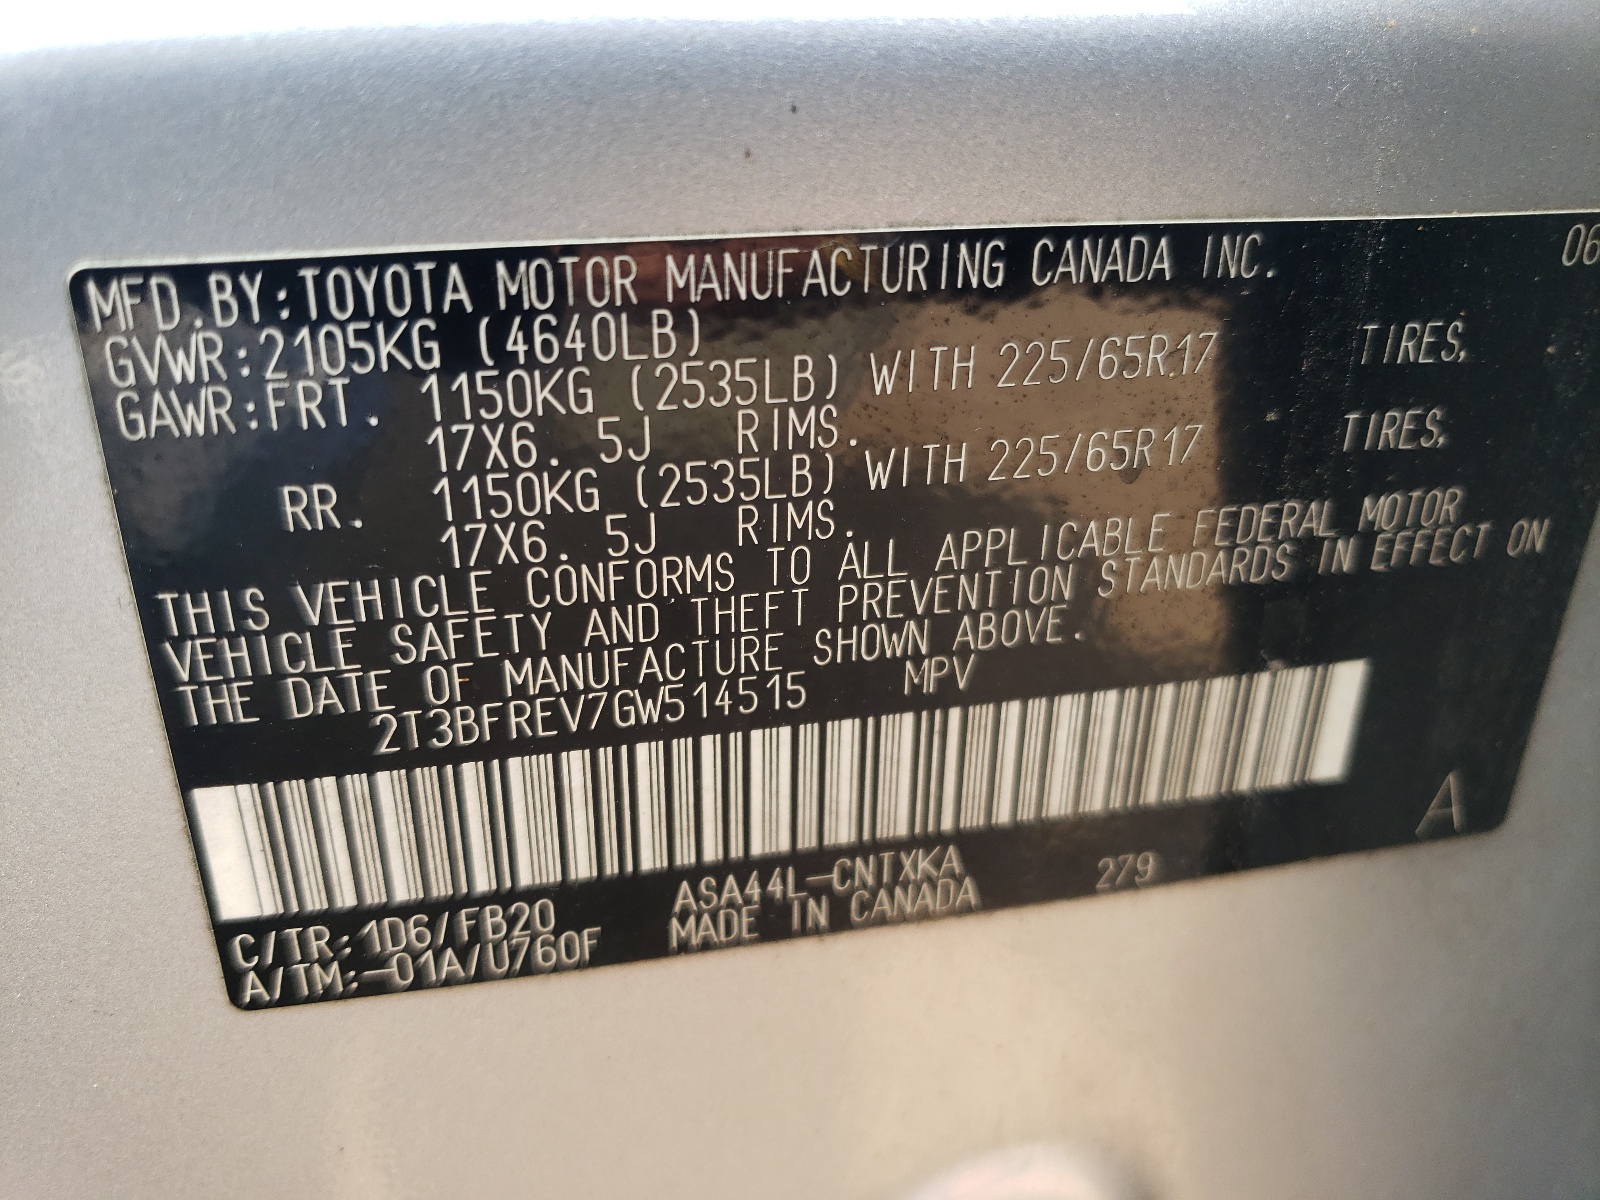 MFD.BY:TOYOTA MOTOR MANUFACTURING CANADA INC. 06
GVWR:2105KG (4640LB)
GAWR:FRT. 1150KG (2535LB) WITH 225/65R17 TIRES,
17X6.5J RIMS.
RR. 1150KG (2535LB) WITH 225/65R17 TIRES,
17X6.5J RIMS.
THIS VEHICLE CONFORMS TO ALL APPLICABLE FEDERAL MOTOR
VEHICLE SAFETY AND THEFT PREVENTION STANDARDS IN EFFECT ON
THE DATE OF MANUFACTURE SHOWN ABOVE.
2T3BFREV7GW514515 MPV
A
C/TR:1D6/FB20 ASA44L-CNTXKA 279
A/TM:-01A/U760F MADE IN CANADA